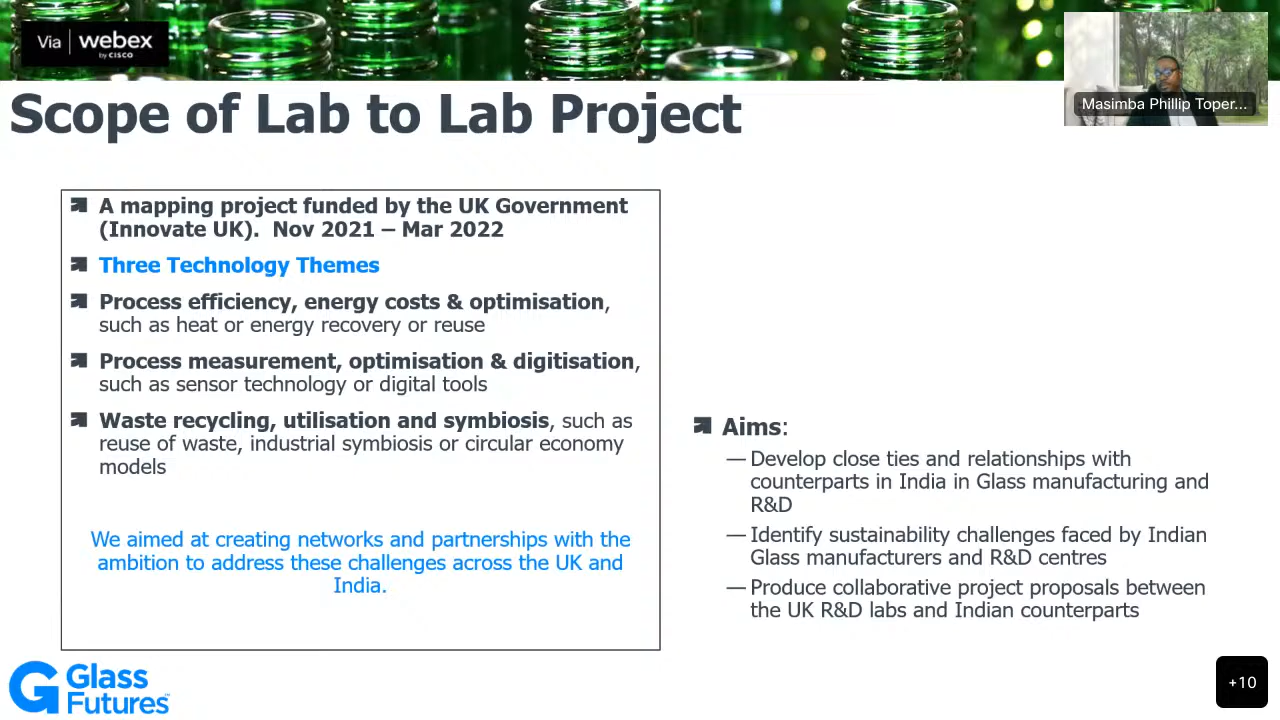 Via webex
by CISCO
Masimba Phillip Toper...
Scope of Lab to Lab Project
A mapping project funded by the UK Government
(Innovate UK).  Nov 2021 – Mar 2022
Three Technology Themes
Process efficiency, energy costs & optimisation,
such as heat or energy recovery or reuse
Process measurement, optimisation & digitisation,
such as sensor technology or digital tools
Waste recycling, utilisation and symbiosis, such as
reuse of waste, industrial symbiosis or circular economy
models
We aimed at creating networks and partnerships with the
ambition to address these challenges across the UK and
India.
Aims:
— Develop close ties and relationships with
counterparts in India in Glass manufacturing and
R&D
— Identify sustainability challenges faced by Indian
Glass manufacturers and R&D centres
— Produce collaborative project proposals between
the UK R&D labs and Indian counterparts
Glass
Futures™
+10